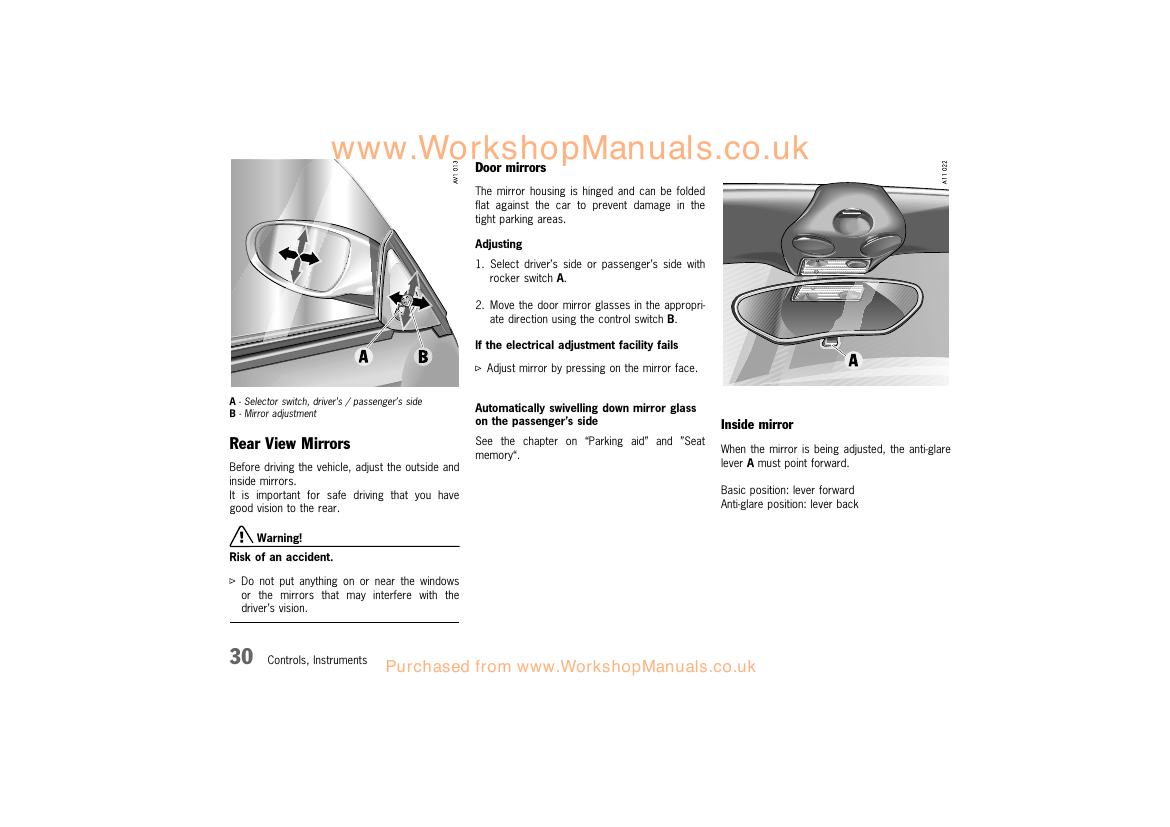 www.WorkshopManuals.co.uk
AV1 013
A
B
A - Selector switch, driver's / passenger's side
B - Mirror adjustment
Rear View Mirrors
Before driving the vehicle, adjust the outside and
inside mirrors.
It is important for safe driving that you have
good vision to the rear.
Warning!
Risk of an accident.
▷ Do not put anything on or near the windows
or the mirrors that may interfere with the
driver's vision.
Door mirrors
The mirror housing is hinged and can be folded
flat against the car to prevent damage in the
tight parking areas.
Adjusting
1. Select driver's side or passenger's side with
rocker switch A.
2. Move the door mirror glasses in the appropri-
ate direction using the control switch B.
If the electrical adjustment facility fails
▷ Adjust mirror by pressing on the mirror face.
Automatically swivelling down mirror glass
on the passenger's side
See the chapter on “Parking aid” and ”Seat
memory“.
A11 022
A
Inside mirror
When the mirror is being adjusted, the anti-glare
lever A must point forward.
Basic position: lever forward
Anti-glare position: lever back
30 Controls, Instruments
Purchased from www.WorkshopManuals.co.uk